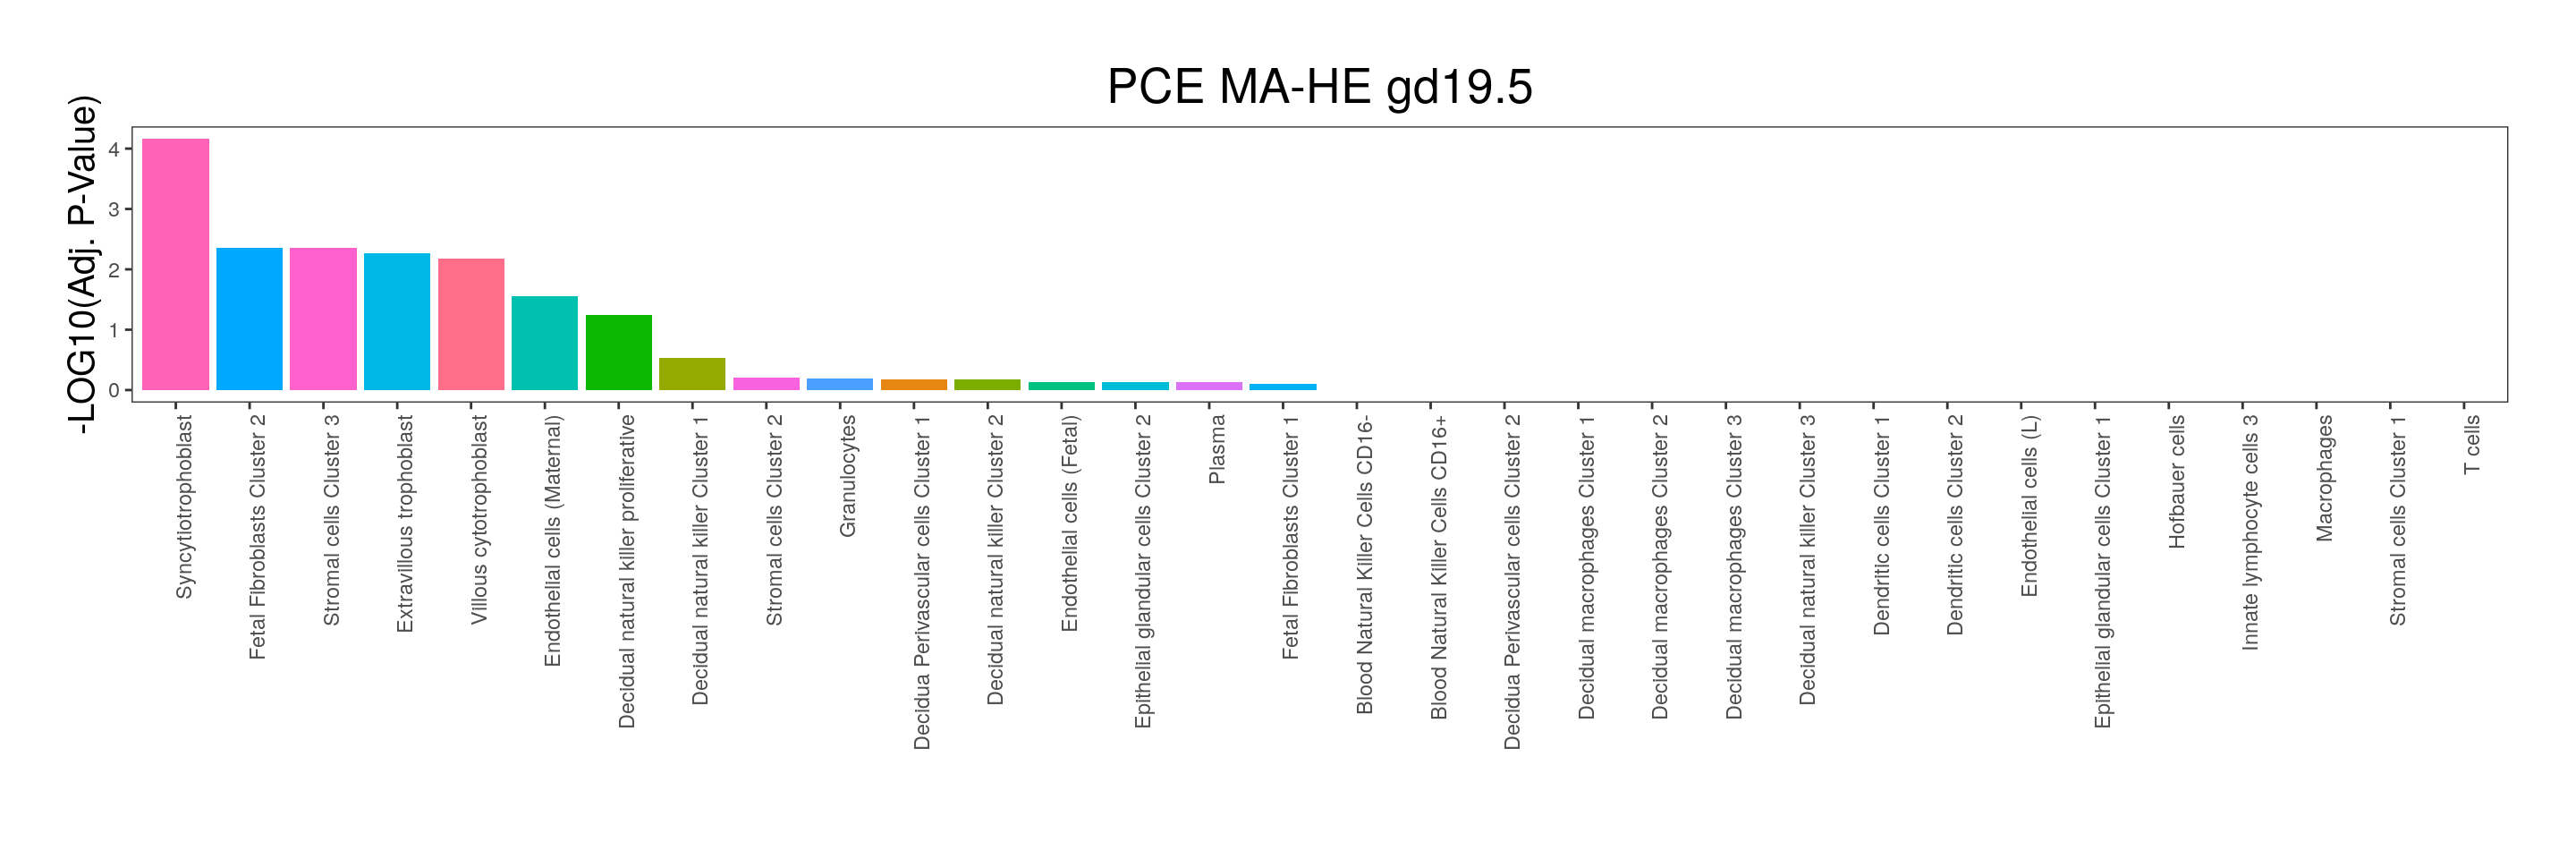 PCE MA-HE gd19.5
-LOG10(Adj. P-Value)
4
3
2
1
0
Syncytiotrophoblast
Fetal Fibroblasts Cluster 2
Stromal cells Cluster 3
Extravillous trophoblast
Villous cytotrophoblast
Endothelial cells (Maternal)
Decidual natural killer proliferative
Decidual natural killer Cluster 1
Stromal cells Cluster 2
Granulocytes
Decidua Perivascular cells Cluster 1
Decidual natural killer Cluster 2
Endothelial cells (Fetal)
Epithelial glandular cells Cluster 2
Plasma
Fetal Fibroblasts Cluster 1
Blood Natural Killer Cells CD16-
Blood Natural Killer Cells CD16+
Decidua Perivascular cells Cluster 2
Decidual macrophages Cluster 1
Decidual macrophages Cluster 2
Decidual macrophages Cluster 3
Decidual natural killer Cluster 3
Dendritic cells Cluster 1
Dendritic cells Cluster 2
Endothelial cells (L)
Epithelial glandular cells Cluster 1
Hofbauer cells
Innate lymphocyte cells 3
Macrophages
Stromal cells Cluster 1
T cells